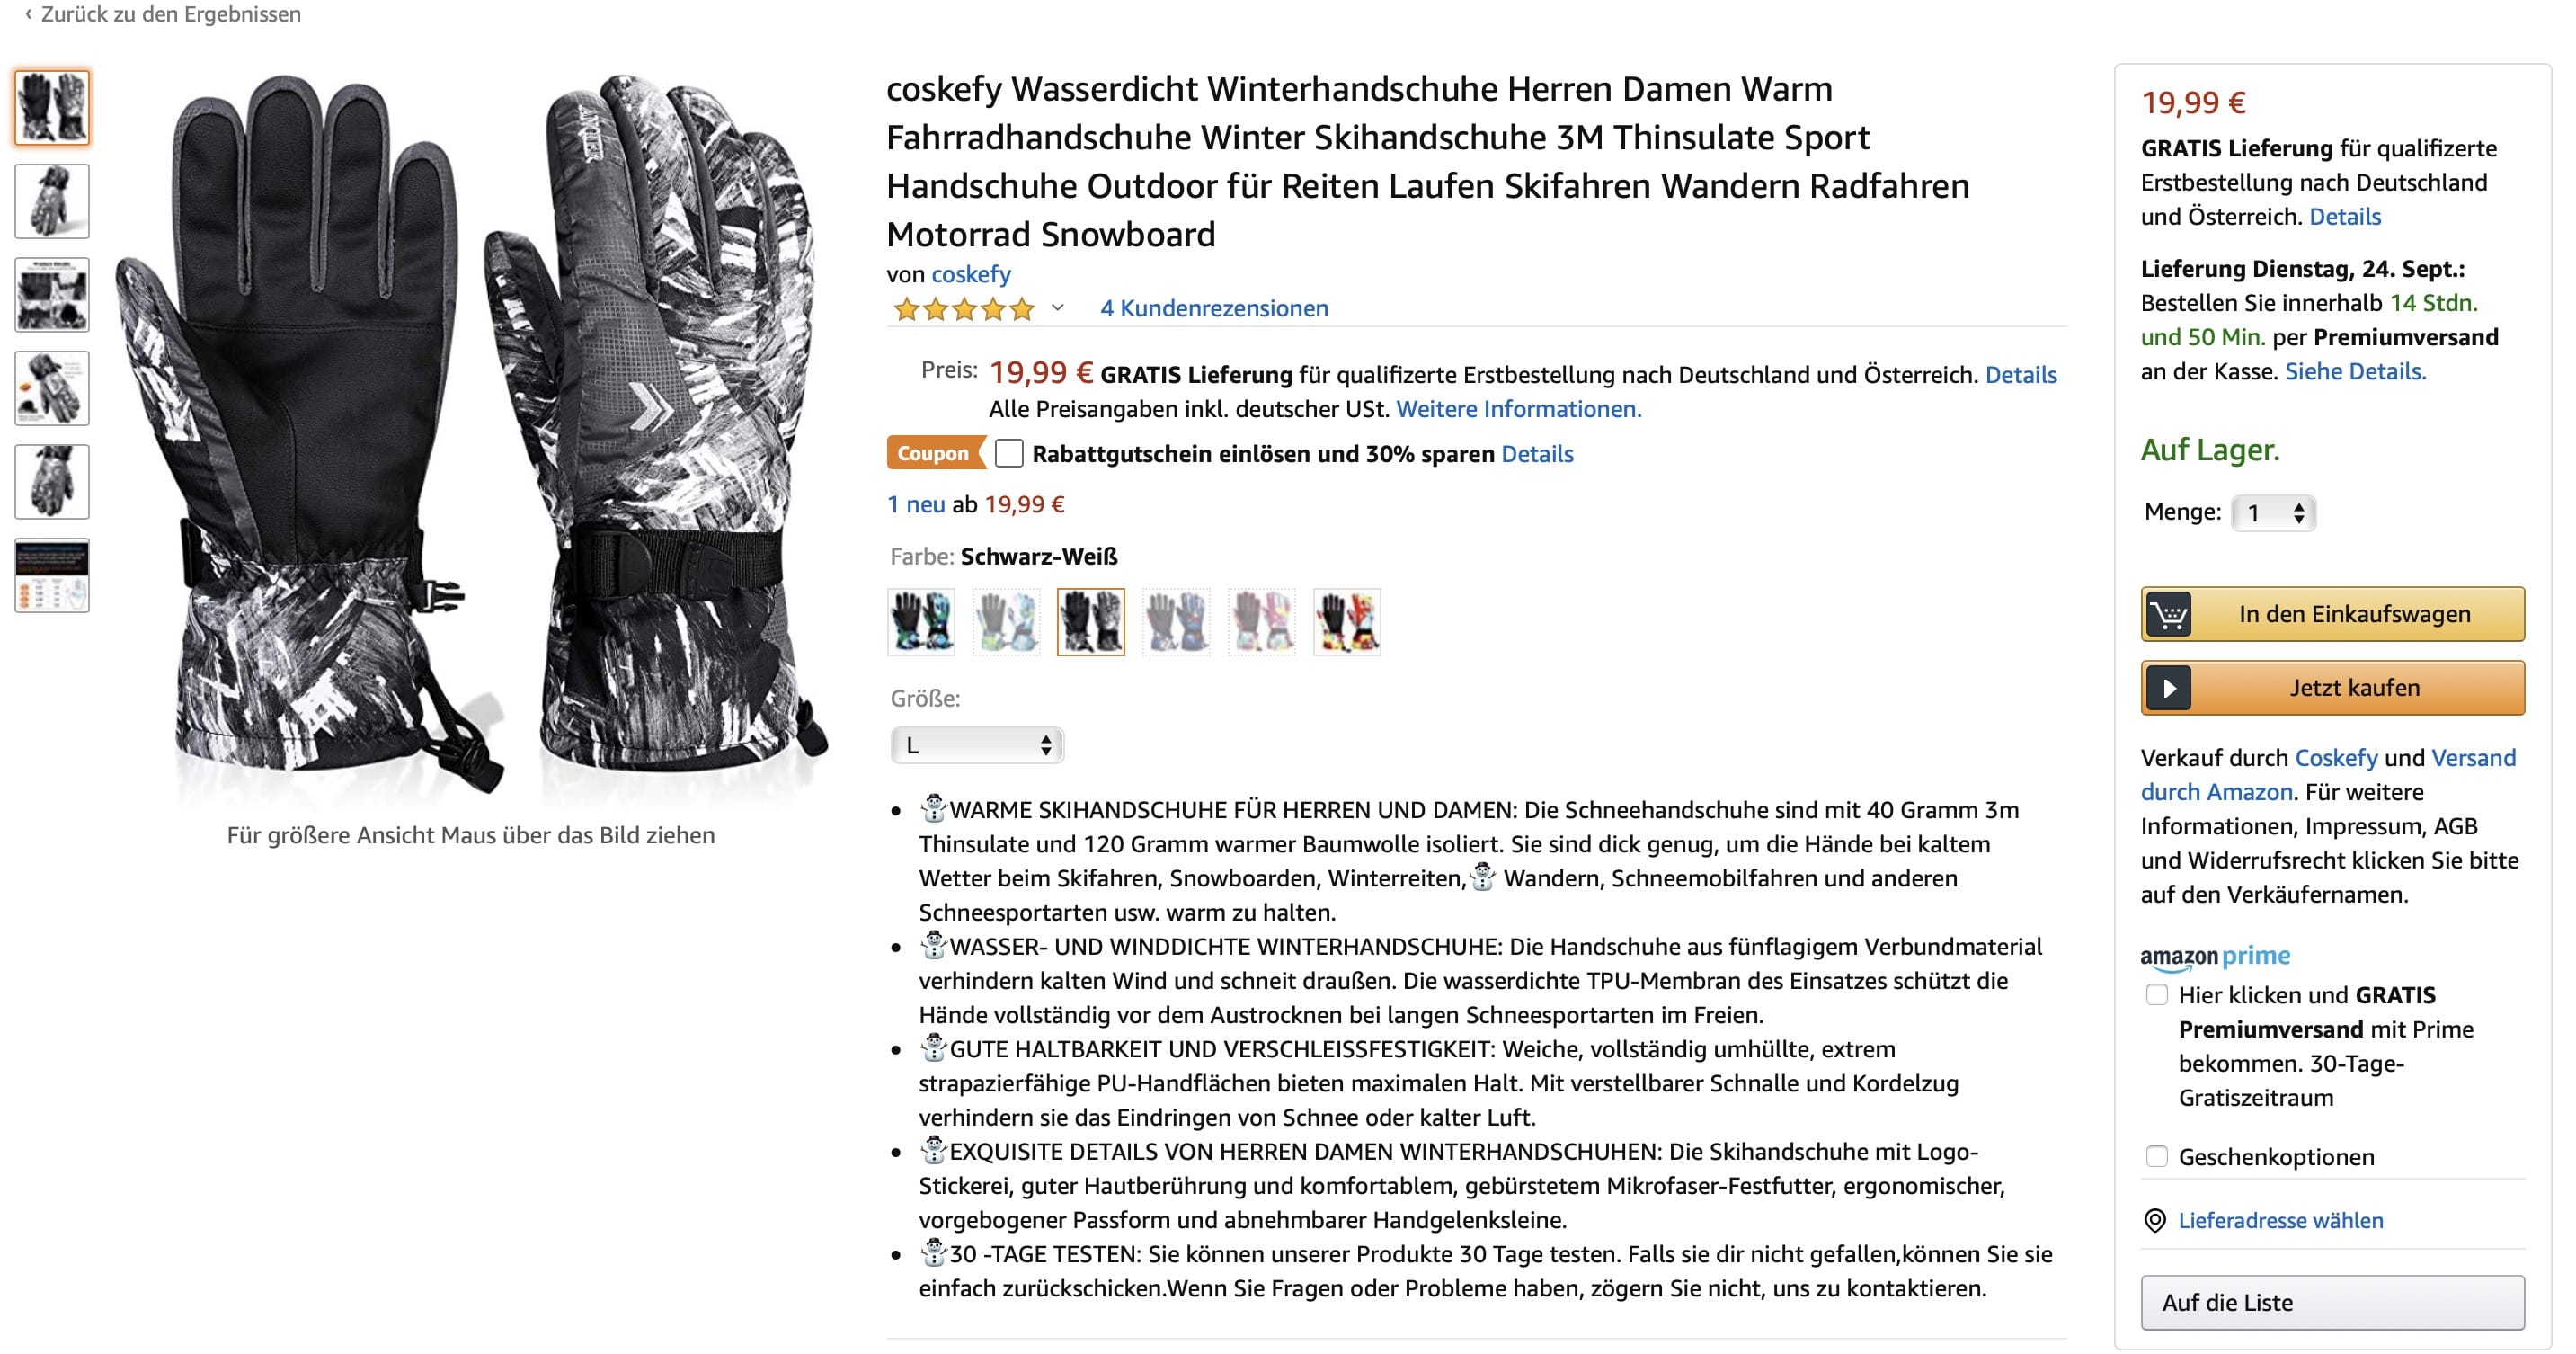 ‹ Zurück zu den Ergebnissen
coskefy Wasserdicht Winterhandschuhe Herren Damen Warm
Fahrradhandschuhe Winter Skihandschuhe 3M Thinsulate Sport
Handschuhe Outdoor für Reiten Laufen Skifahren Wandern Radfahren
Motorrad Snowboard
von coskefy
4 Kundenrezensionen
Preis: 19,99 € GRATIS Lieferung für qualifizerte Erstbestellung nach Deutschland und Österreich. Details
Alle Preisangaben inkl. deutscher USt. Weitere Informationen.
Coupon Rabattgutschein einlösen und 30% sparen Details
1 neu ab 19,99 €
Farbe: Schwarz-Weiß
Größe:
L
Für größere Ansicht Maus über das Bild ziehen
• ☃WARME SKIHANDSCHUHE FÜR HERREN UND DAMEN: Die Schneehandschuhe sind mit 40 Gramm 3m
Thinsulate und 120 Gramm warmer Baumwolle isoliert. Sie sind dick genug, um die Hände bei kaltem
Wetter beim Skifahren, Snowboarden, Winterreiten,☃ Wandern, Schneemobilfahren und anderen
Schneesportarten usw. warm zu halten.
• ☃WASSER- UND WINDDICHTE WINTERHANDSCHUHE: Die Handschuhe aus fünflagigem Verbundmaterial
verhindern kalten Wind und schneit draußen. Die wasserdichte TPU-Membran des Einsatzes schützt die
Hände vollständig vor dem Austrocknen bei langen Schneesportarten im Freien.
• ☃GUTE HALTBARKEIT UND VERSCHLEISSFESTIGKEIT: Weiche, vollständig umhüllte, extrem
strapazierfähige PU-Handflächen bieten maximalen Halt. Mit verstellbarer Schnalle und Kordelzug
verhindern sie das Eindringen von Schnee oder kalter Luft.
• ☃EXQUISITE DETAILS VON HERREN DAMEN WINTERHANDSCHUHEN: Die Skihandschuhe mit Logo-
Stickerei, guter Hautberührung und komfortablem, gebürstetem Mikrofaser-Festfutter, ergonomischer,
vorgebogener Passform und abnehmbarer Handgelenksleine.
• ☃30 -TAGE TESTEN: Sie können unserer Produkte 30 Tage testen. Falls sie dir nicht gefallen,können Sie sie
einfach zurückschicken.Wenn Sie Fragen oder Probleme haben, zögern Sie nicht, uns zu kontaktieren.
19,99 €
GRATIS Lieferung für qualifizerte
Erstbestellung nach Deutschland
und Österreich. Details
Lieferung Dienstag, 24. Sept.:
Bestellen Sie innerhalb 14 Stdn.
und 50 Min. per Premiumversand
an der Kasse. Siehe Details.
Auf Lager.
Menge: 1
In den Einkaufswagen
Jetzt kaufen
Verkauf durch Coskefy und Versand
durch Amazon. Für weitere
Informationen, Impressum, AGB
und Widerrufsrecht klicken Sie bitte
auf den Verkäufernamen.
amazon prime
Hier klicken und GRATIS
Premiumversand mit Prime
bekommen. 30-Tage-
Gratiszeitraum
Geschenkoptionen
Lieferadresse wählen
Auf die Liste